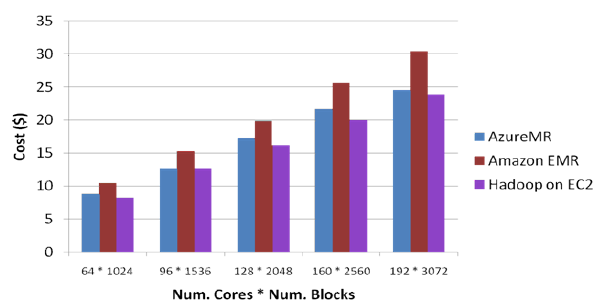 35
30
25
20
15
10
5
0
Cost ($)
64 * 1024
96 * 1536
128 * 2048
160 * 2560
192 * 3072
Num. Cores * Num. Blocks
AzureMR
Amazon EMR
Hadoop on EC2